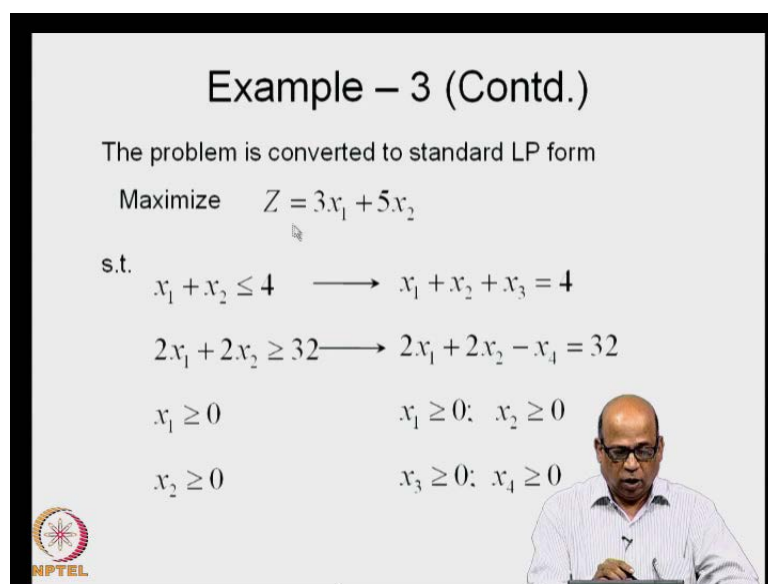 Example – 3 (Contd.)
The problem is converted to standard LP form
Maximize Z = 3x₁ + 5x₂
s.t.
x₁ + x₂ ≤ 4 → x₁ + x₂ + x₃ = 4
2x₁ + 2x₂ ≥ 32 → 2x₁ + 2x₂ − x₄ = 32
x₁ ≥ 0 x₁ ≥ 0; x₂ ≥ 0
x₂ ≥ 0 x₃ ≥ 0; x₄ ≥ 0
NPTEL